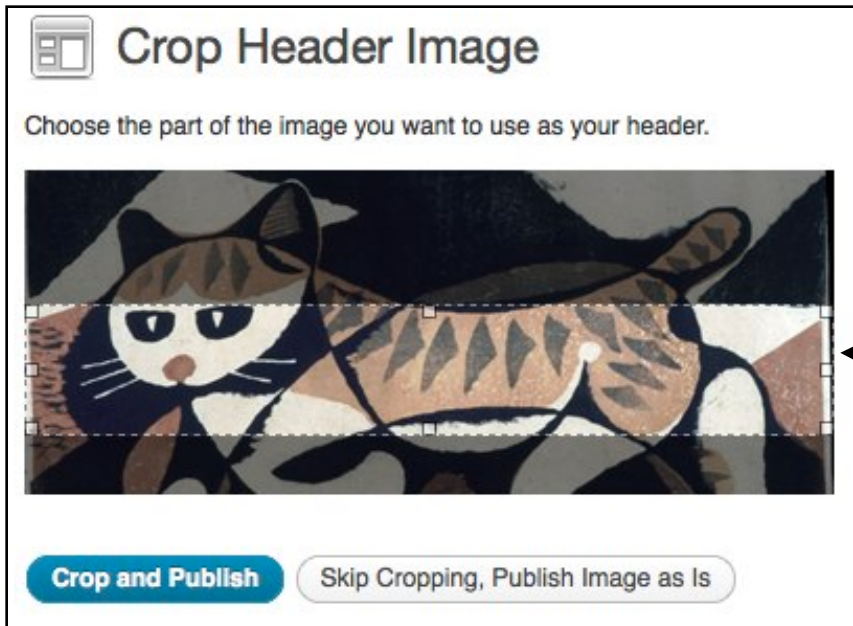 Crop Header Image
Choose the part of the image you want to use as your header.
Crop and Publish
Skip Cropping, Publish Image as Is